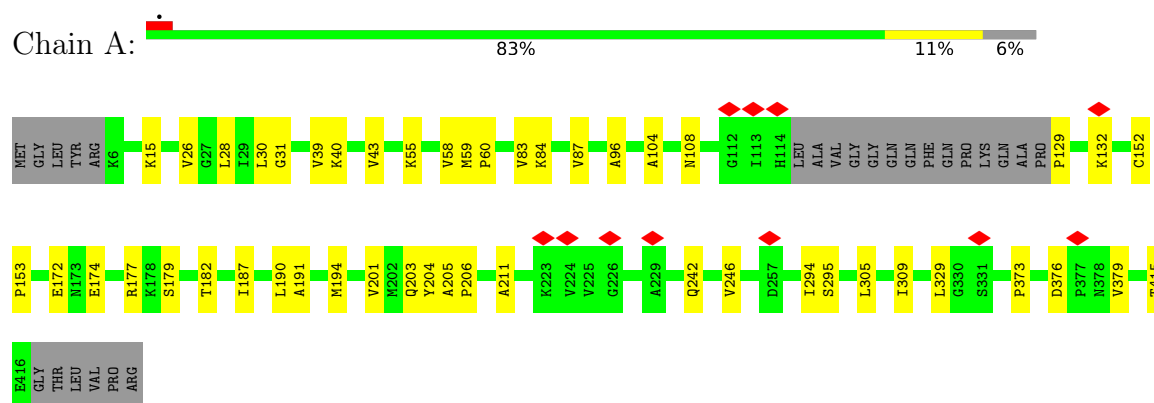 Chain A:
83% 11% 6%
MET GLY LEU TYR ARG K6 K15 V26 G27 L28 I29 L30 G31 V39 K40 V43 K55 V58 M59 P60 V83 K84 V87 A96 A104 N108 G112 I113 H114 LEU ALA VAL GLY GLY GLN GLN PHE GLN PRO LYS GLN ALA PRO P129 K132 C152
P153 E172 N173 E174 R177 K178 S179 T182 I187 L190 A191 M194 V201 M202 Q203 Y204 A205 P206 A211 K223 V224 V225 G226 A229 Q242 V246 D257 I294 S295 L305 I309 L329 G330 S331 P373 D376 P377 N378 V379 T415
E416 GLY THR LEU VAL PRO ARG